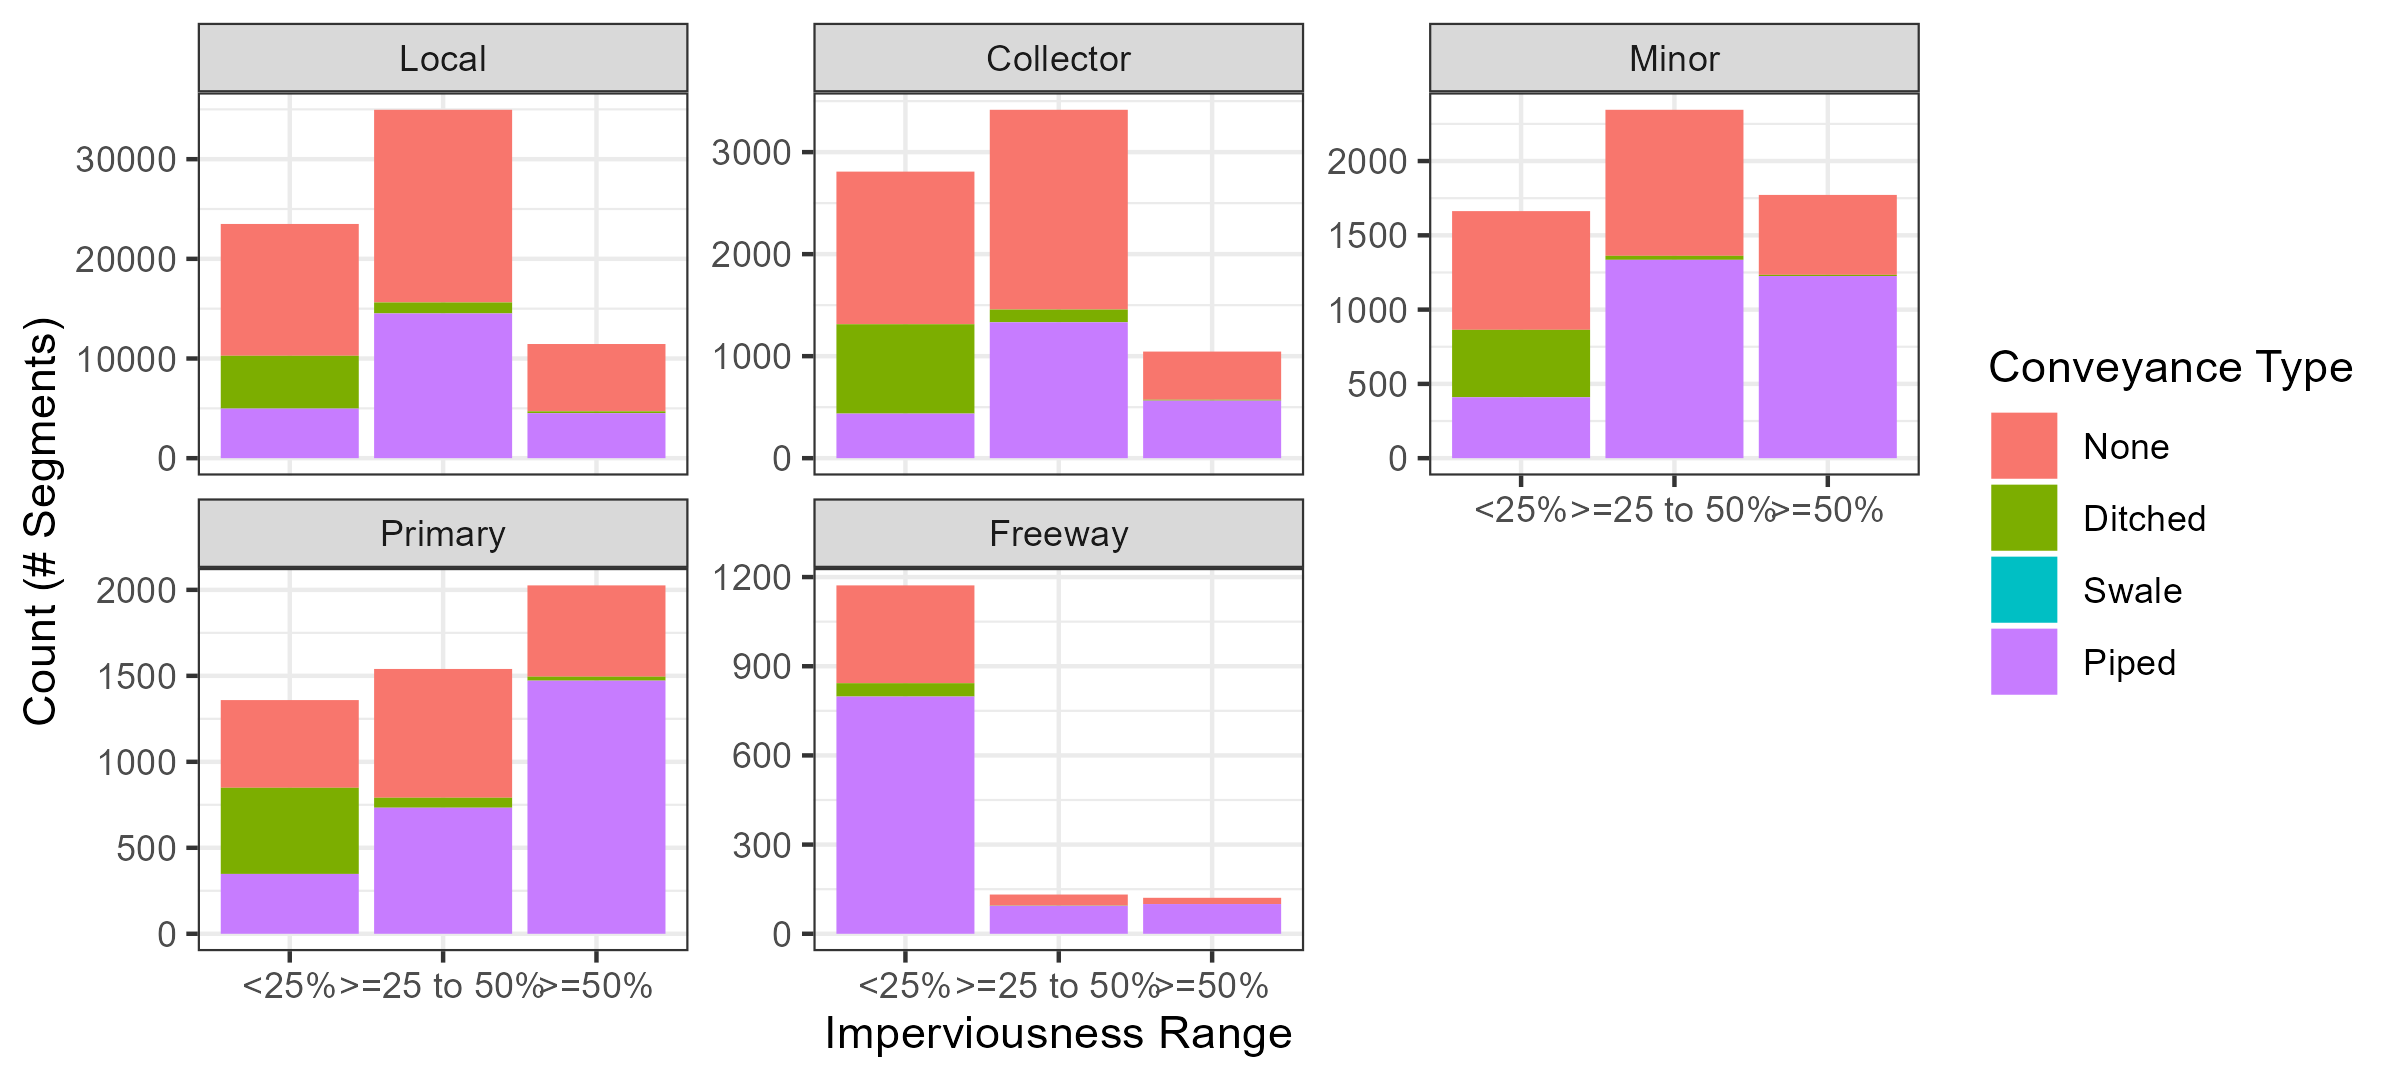 Local
Collector
Minor
30000
20000
10000
0
3000
2000
1000
0
2000
1500
1000
500
0
<25% >=25 to 50% >=50%
Primary
Freeway
2000
1500
1000
500
0
1200
900
600
300
0
<25% >=25 to 50% >=50%
<25% >=25 to 50% >=50%
Imperviousness Range
Count (# Segments)
Conveyance Type
None
Ditched
Swale
Piped